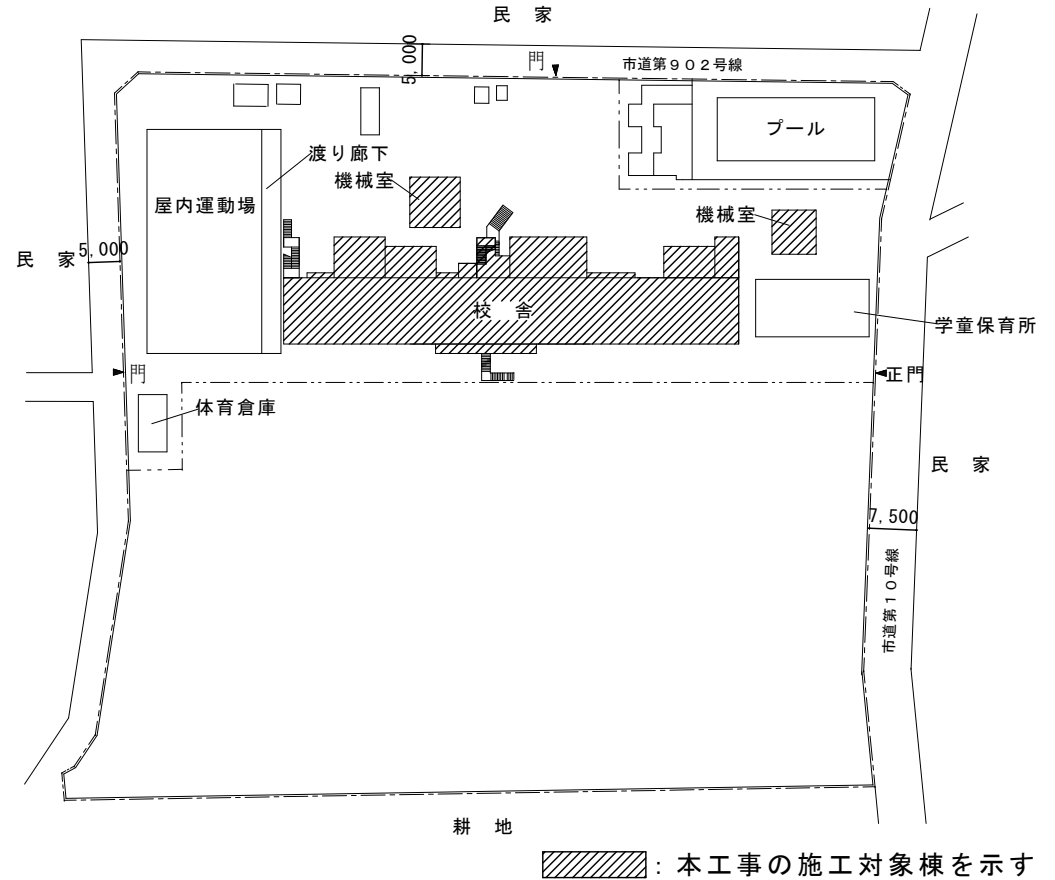 民 家
5,000
門
市道第902号線
プール
渡り廊下
機械室
屋内運動場
機械室
民 家
5,000
校 舎
学童保育所
門
正門
体育倉庫
民 家
7,500
市道第10号線
耕 地
:本工事の施工対象棟を示す